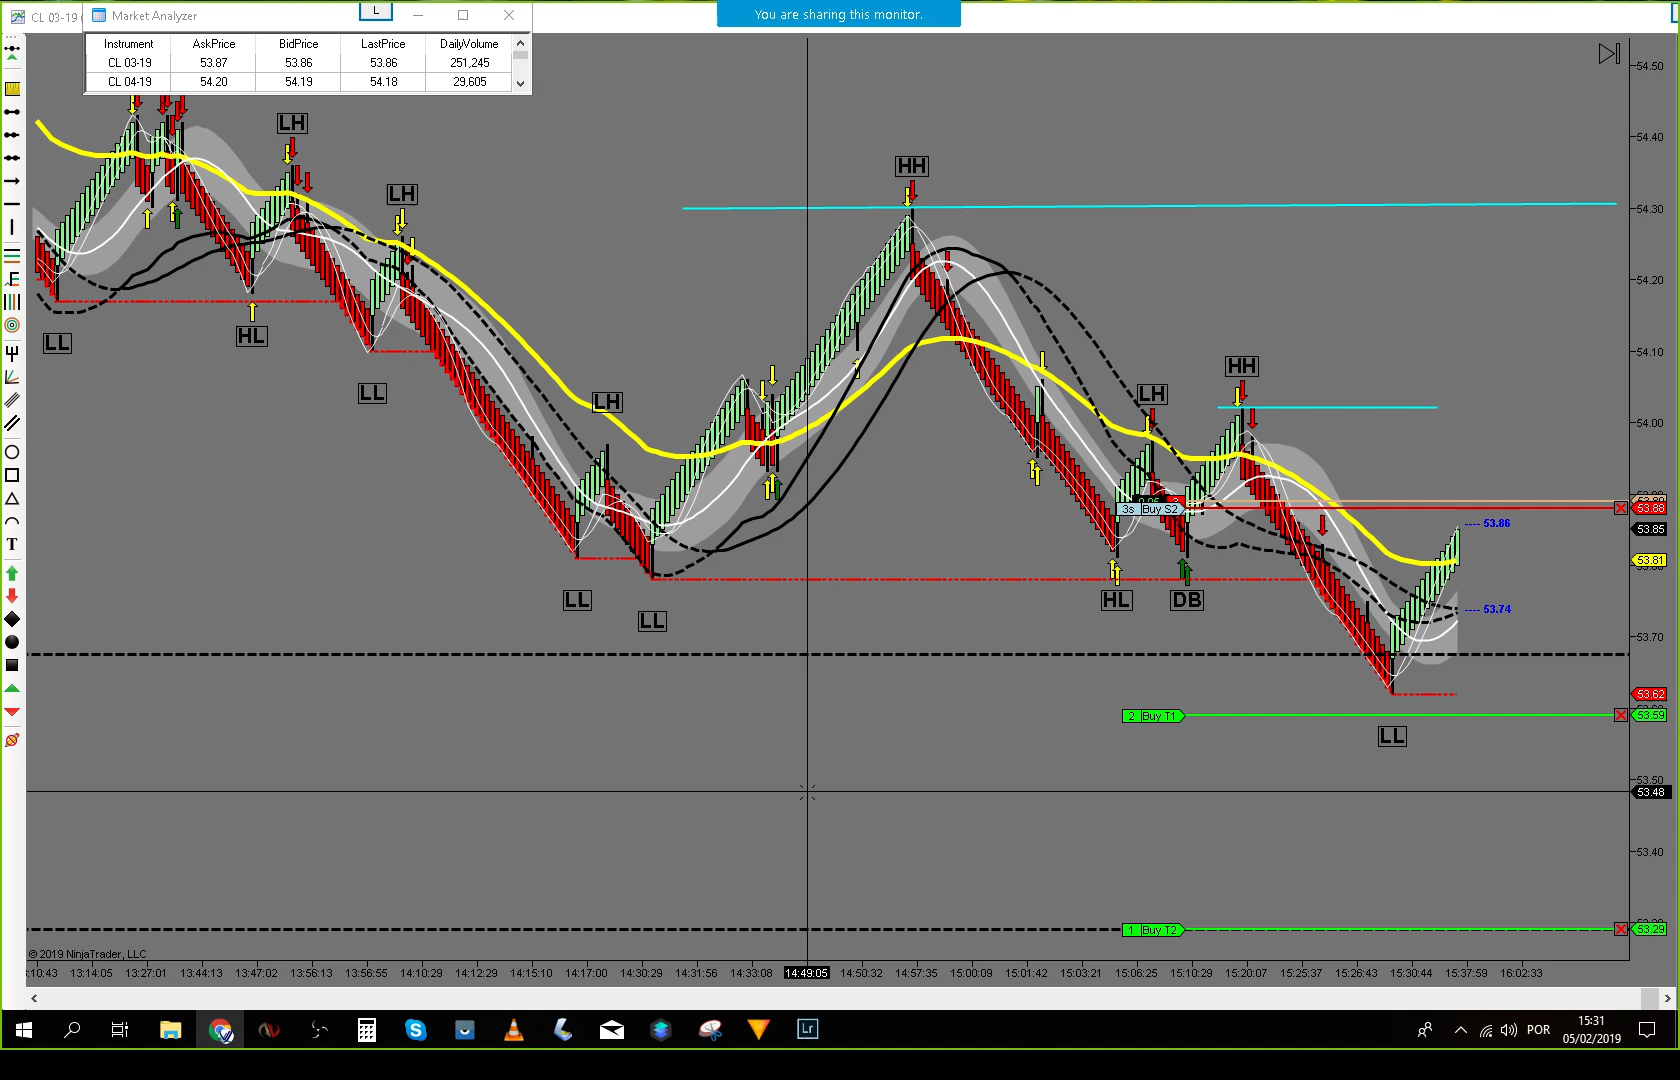 CL 03-19
Market Analyzer
L
You are sharing this monitor.
Instrument AskPrice BidPrice LastPrice DailyVolume
CL 03-19 53.87 53.86 53.86 251,245
CL 04-19 54.20 54.19 54.18 29,605
54.50
LH
54.40
HH
LH
54.30
54.20
HL
LL
54.10
HH
LL
LH
LH
54.00
3s Buy S2
53.88
53.86
53.85
53.81
LL
HL
DB
53.74
LL
53.70
53.62
2 Buy T1
53.59
LL
53.50
53.48
53.40
1 Buy T2
53.29
© 2019 NinjaTrader, LLC
:10:43 13:14:05 13:27:01 13:44:13 13:47:02 13:56:13 13:56:55 14:10:29 14:12:29 14:15:10 14:17:00 14:30:29 14:31:56 14:33:08 14:49:05 14:50:32 14:57:35 15:00:09 15:01:42 15:03:21 15:06:25 15:10:29 15:20:07 15:25:37 15:26:43 15:30:44 15:37:59 16:02:33
Lr
POR
15:31
05/02/2019